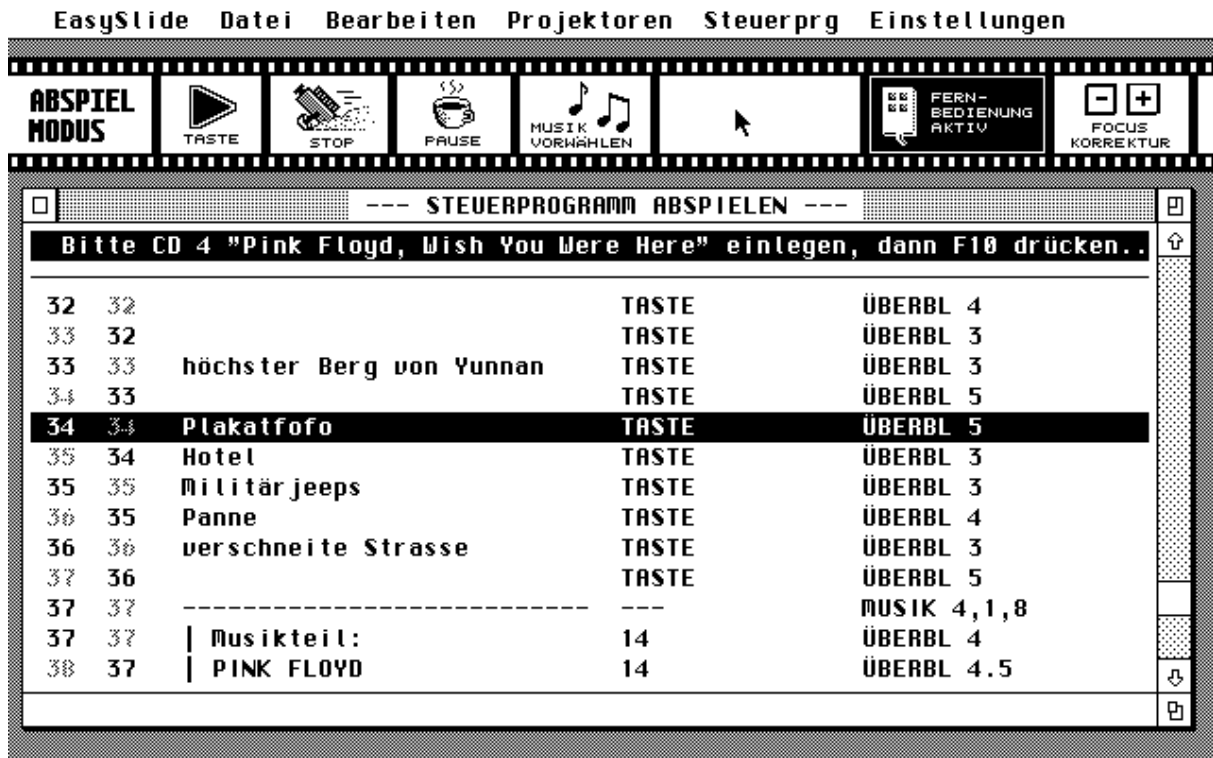 EasySlide Datei Bearbeiten Projektoren Steuerprg Einstellungen
ABSPIEL
MODUS
TASTE
STOP
PAUSE
MUSIK
VORWÄHLEN
FERN-
BEDIENUNG
AKTIV
FOCUS
KORREKTUR
--- STEUERPROGRAMM ABSPIELEN ---
Bitte CD 4 "Pink Floyd, Wish You Were Here" einlegen, dann F10 drücken..
32 32 TASTE ÜBERBL 4
33 32 TASTE ÜBERBL 3
33 33 höchster Berg von Yunnan TASTE ÜBERBL 3
34 33 TASTE ÜBERBL 5
34 34 Plakatfofo TASTE ÜBERBL 5
35 34 Hotel TASTE ÜBERBL 3
35 35 Militärjeeps TASTE ÜBERBL 3
36 35 Panne TASTE ÜBERBL 4
36 36 verschneite Strasse TASTE ÜBERBL 3
37 36 TASTE ÜBERBL 5
37 37 --------------------------- --- MUSIK 4,1,8
37 37 | Musikteil: 14 ÜBERBL 4
38 37 | PINK FLOYD 14 ÜBERBL 4.5